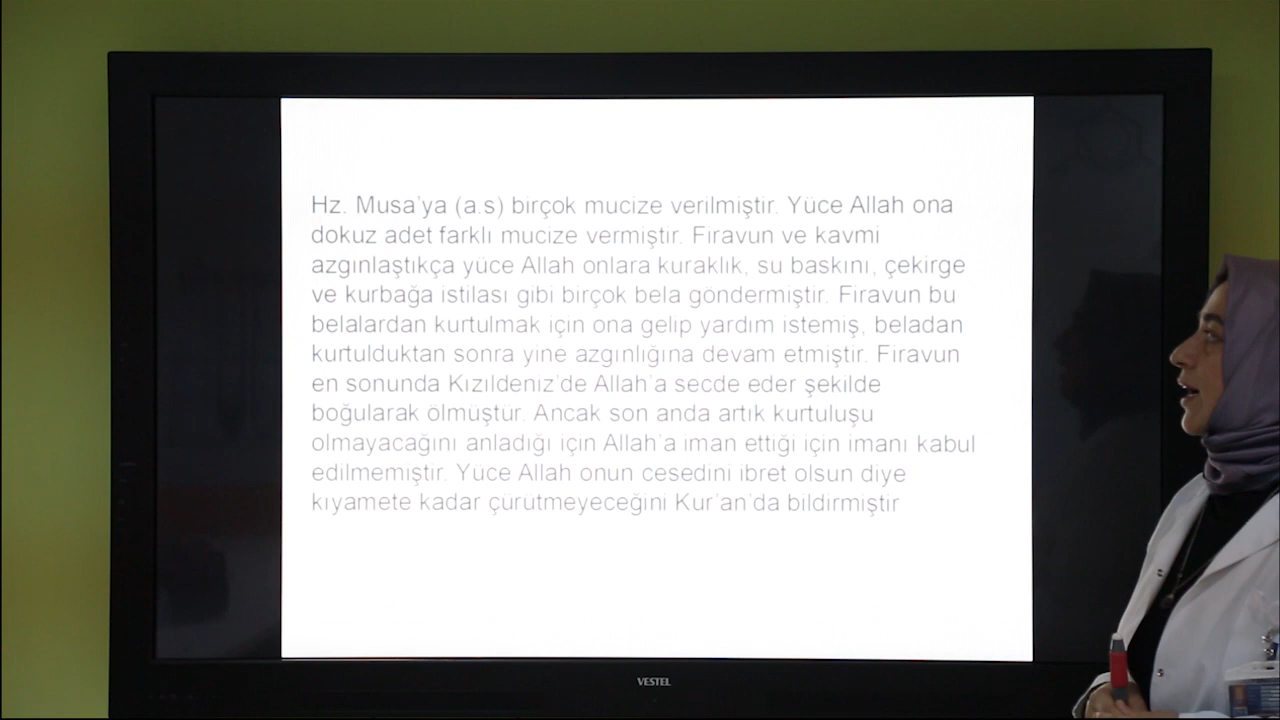 Hz. Musa'ya (a.s) birçok mucize verilmiştir. Yüce Allah ona
dokuz adet farklı mucize vermiştir. Firavun ve kavmi
azgınlaştıkça yüce Allah onlara kuraklık, su baskını, çekirge
ve kurbağa istilası gibi birçok bela göndermiştir. Firavun bu
belalardan kurtulmak için ona gelip yardım istemiş, beladan
kurtulduktan sonra yine azgınlığına devam etmiştir. Firavun
en sonunda Kızıldeniz'de Allah'a secde eder şekilde
boğularak ölmüştür. Ancak son anda artık kurtuluşu
olmayacağını anladığı için Allah'a iman ettiği için imanı kabul
edilmemiştir. Yüce Allah onun cesedini ibret olsun diye
kıyamete kadar çürütmeyeceğini Kur'an'da bildirmiştir
VESTEL